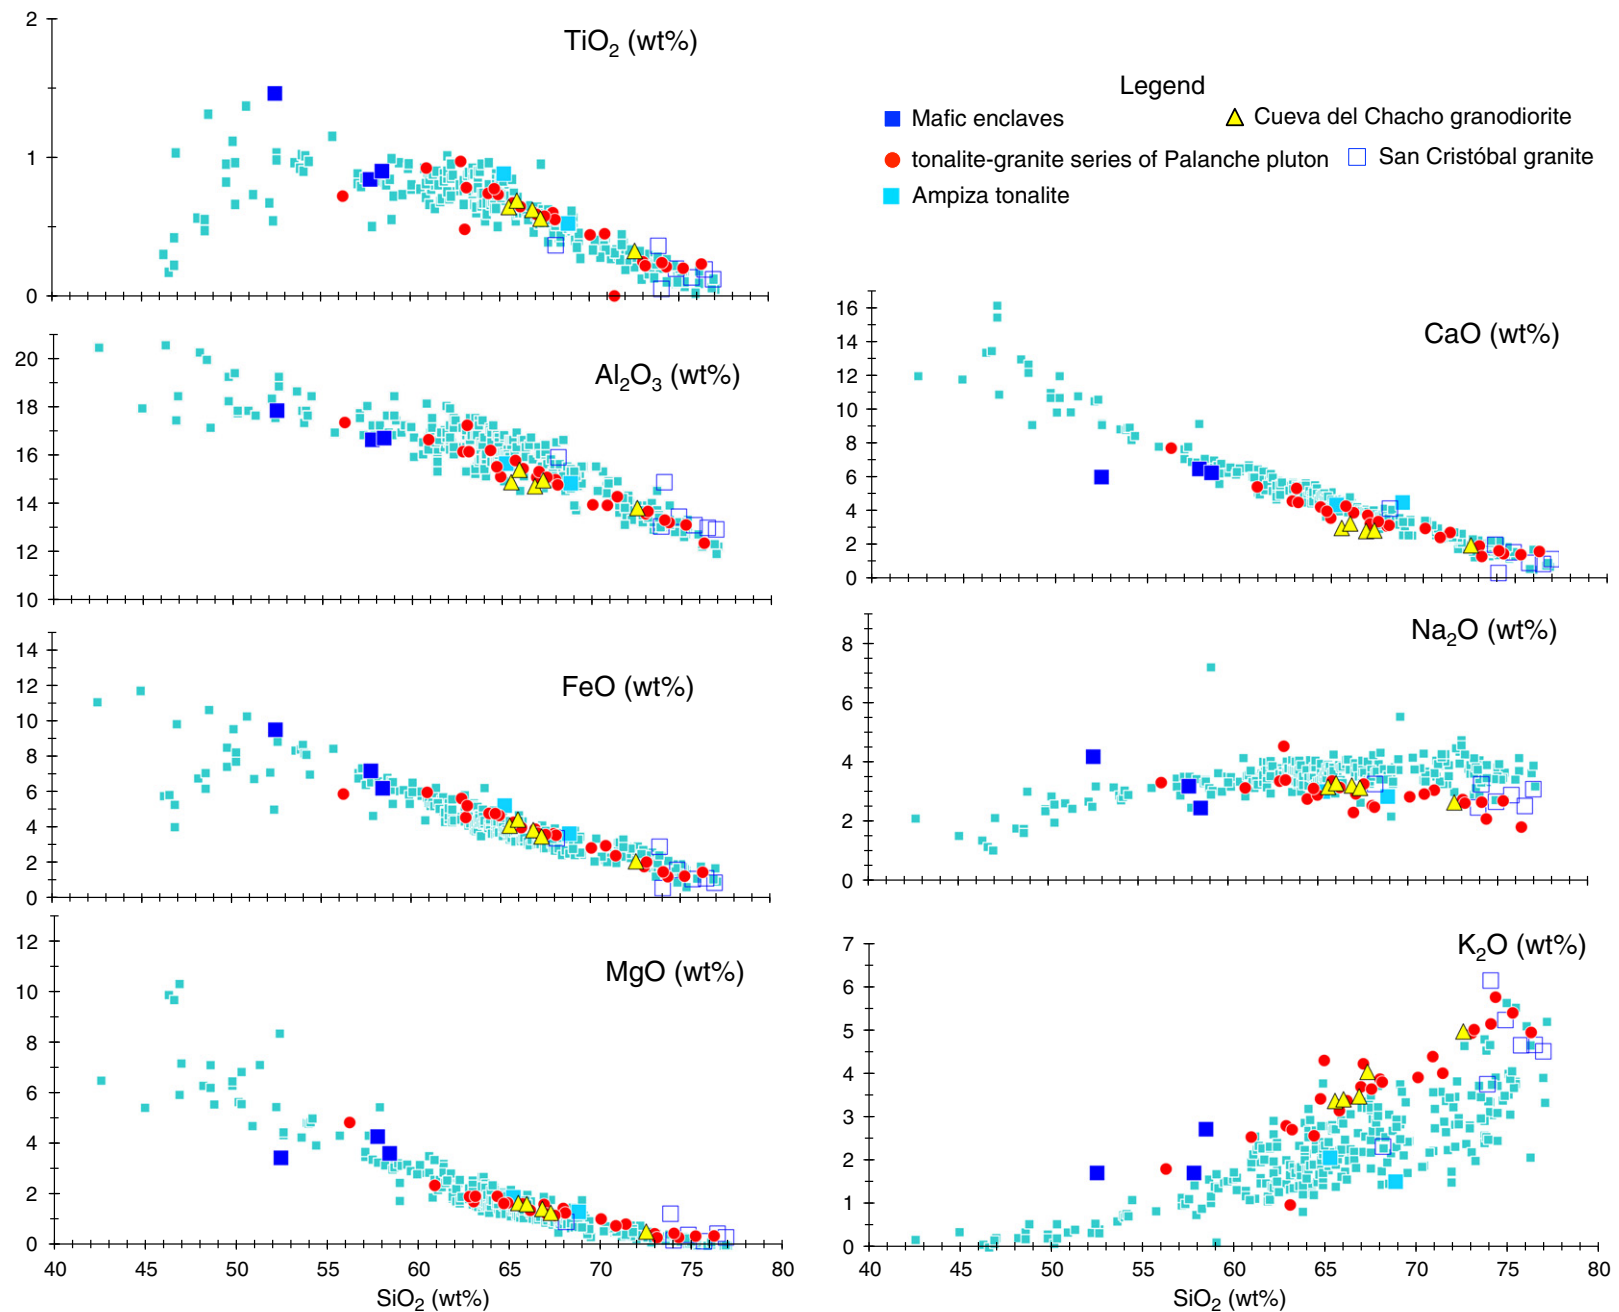 TiO₂ (wt%)
2
1
0
Legend
Mafic enclaves
Cueva del Chacho granodiorite
tonalite-granite series of Palanche pluton
San Cristóbal granite
Ampiza tonalite
Al₂O₃ (wt%)
20
18
16
14
12
10
CaO (wt%)
16
14
12
10
8
6
4
2
0
FeO (wt%)
14
12
10
8
6
4
2
0
Na₂O (wt%)
8
6
4
2
0
MgO (wt%)
12
10
8
6
4
2
0
40 45 50 55 60 65 70 75
SiO₂ (wt%)
K₂O (wt%)
7
6
5
4
3
2
1
0
40 45 50 55 60 65 70 75 80
SiO₂ (wt%)